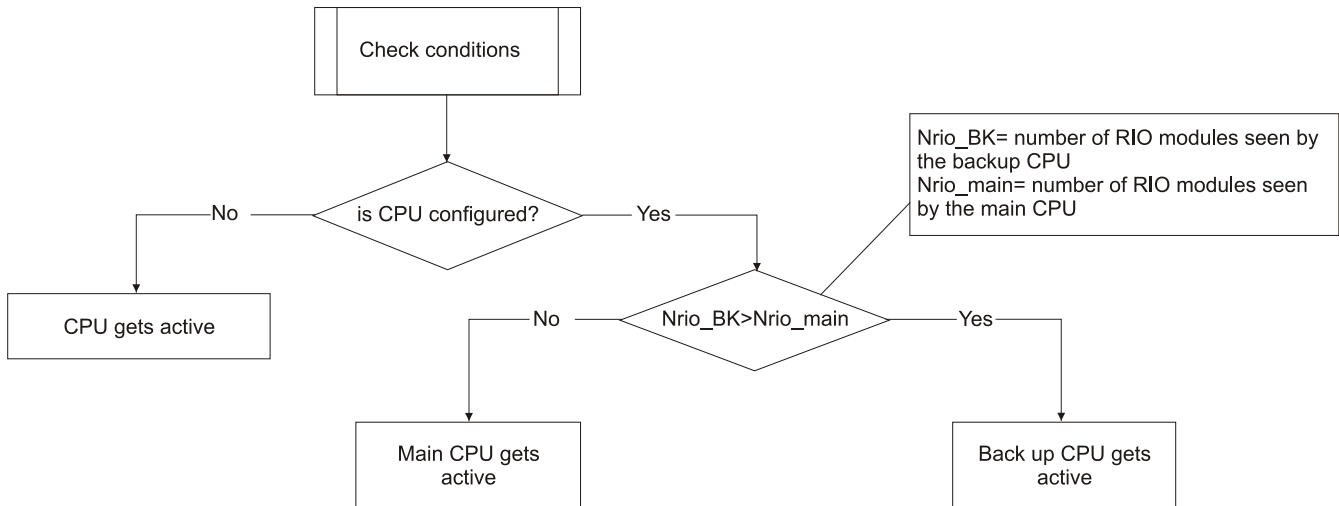 Check conditions
Nrio_BK= number of RIO modules seen by
the backup CPU
Nrio_main= number of RIO modules seen
by the main CPU
No
is CPU configured?
Yes
CPU gets active
No
Nrio_BK>Nrio_main
Yes
Main CPU gets
active
Back up CPU gets
active